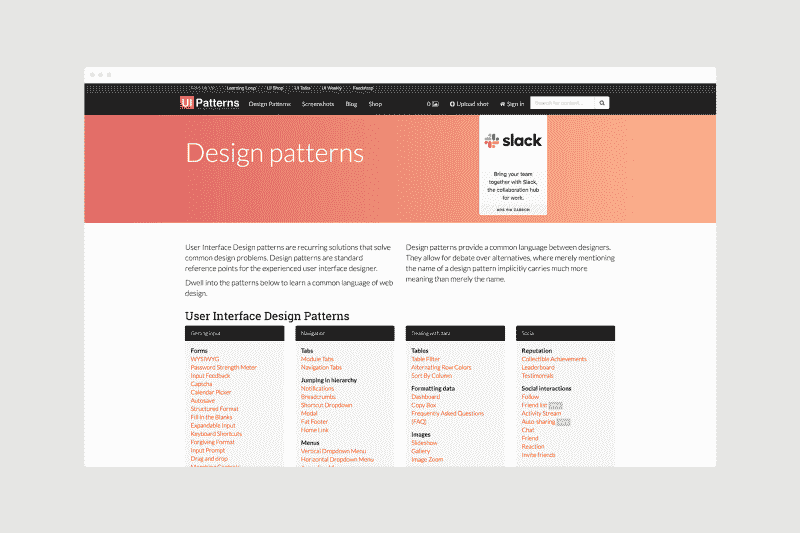 Learning Loop UI Shop UI Talks UI Weekly Feedstop
UI Patterns Design Patterns Screenshots Blog Shop 0 Upload shot Sign in Search for content...
Design patterns
slack
Bring your team
together with Slack,
the collaboration hub
for work.
ADS VIA CARBON
User Interface Design patterns are recurring solutions that solve
common design problems. Design patterns are standard
reference points for the experienced user interface designer.
Dwell into the patterns below to learn a common language of web
design.
Design patterns provide a common language between designers.
They allow for debate over alternatives, where merely mentioning
the name of a design pattern implicitly carries much more
meaning than merely the name.
User Interface Design Patterns
Getting input
Forms
WYSIWYG
Password Strength Meter
Input Feedback
Captcha
Calendar Picker
Autosave
Structured Format
Fill in the Blanks
Expandable Input
Keyboard Shortcuts
Forgiving Format
Input Prompt
Drag and drop
Navigation
Tabs
Module Tabs
Navigation Tabs
Jumping in hierarchy
Notifications
Breadcrumbs
Shortcut Dropdown
Modal
Fat Footer
Home Link
Menus
Vertical Dropdown Menu
Horizontal Dropdown Menu
Dealing with data
Tables
Table Filter
Alternating Row Colors
Sort By Column
Formatting data
Dashboard
Copy Box
Frequently Asked Questions
(FAQ)
Images
Slideshow
Gallery
Image Zoom
Social
Reputation
Collectible Achievements
Leaderboard
Testimonials
Social interactions
Follow
Friend list
Activity Stream
Auto-sharing
Chat
Friend
Reaction
Invite friends